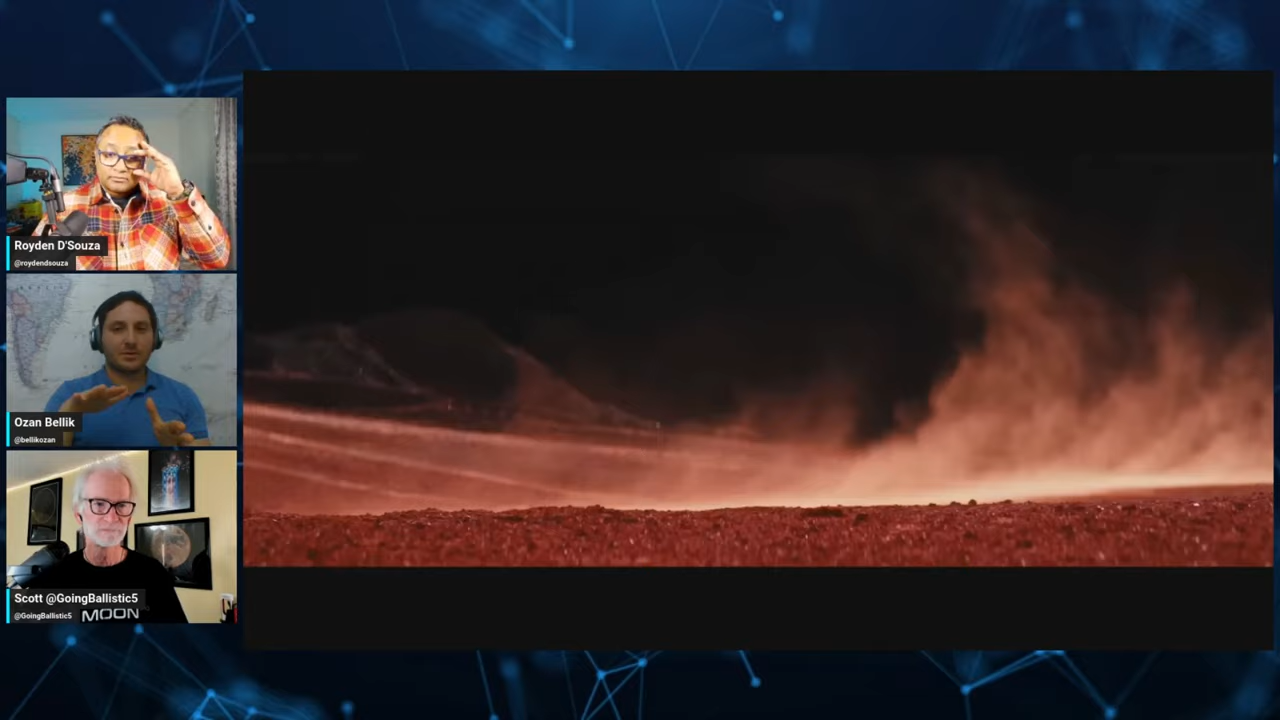 Royden D'Souza
@roydendsouza
Ozan Bellik
@bellikozan
Scott @GoingBallistic5
@GoingBallistic5
MOON